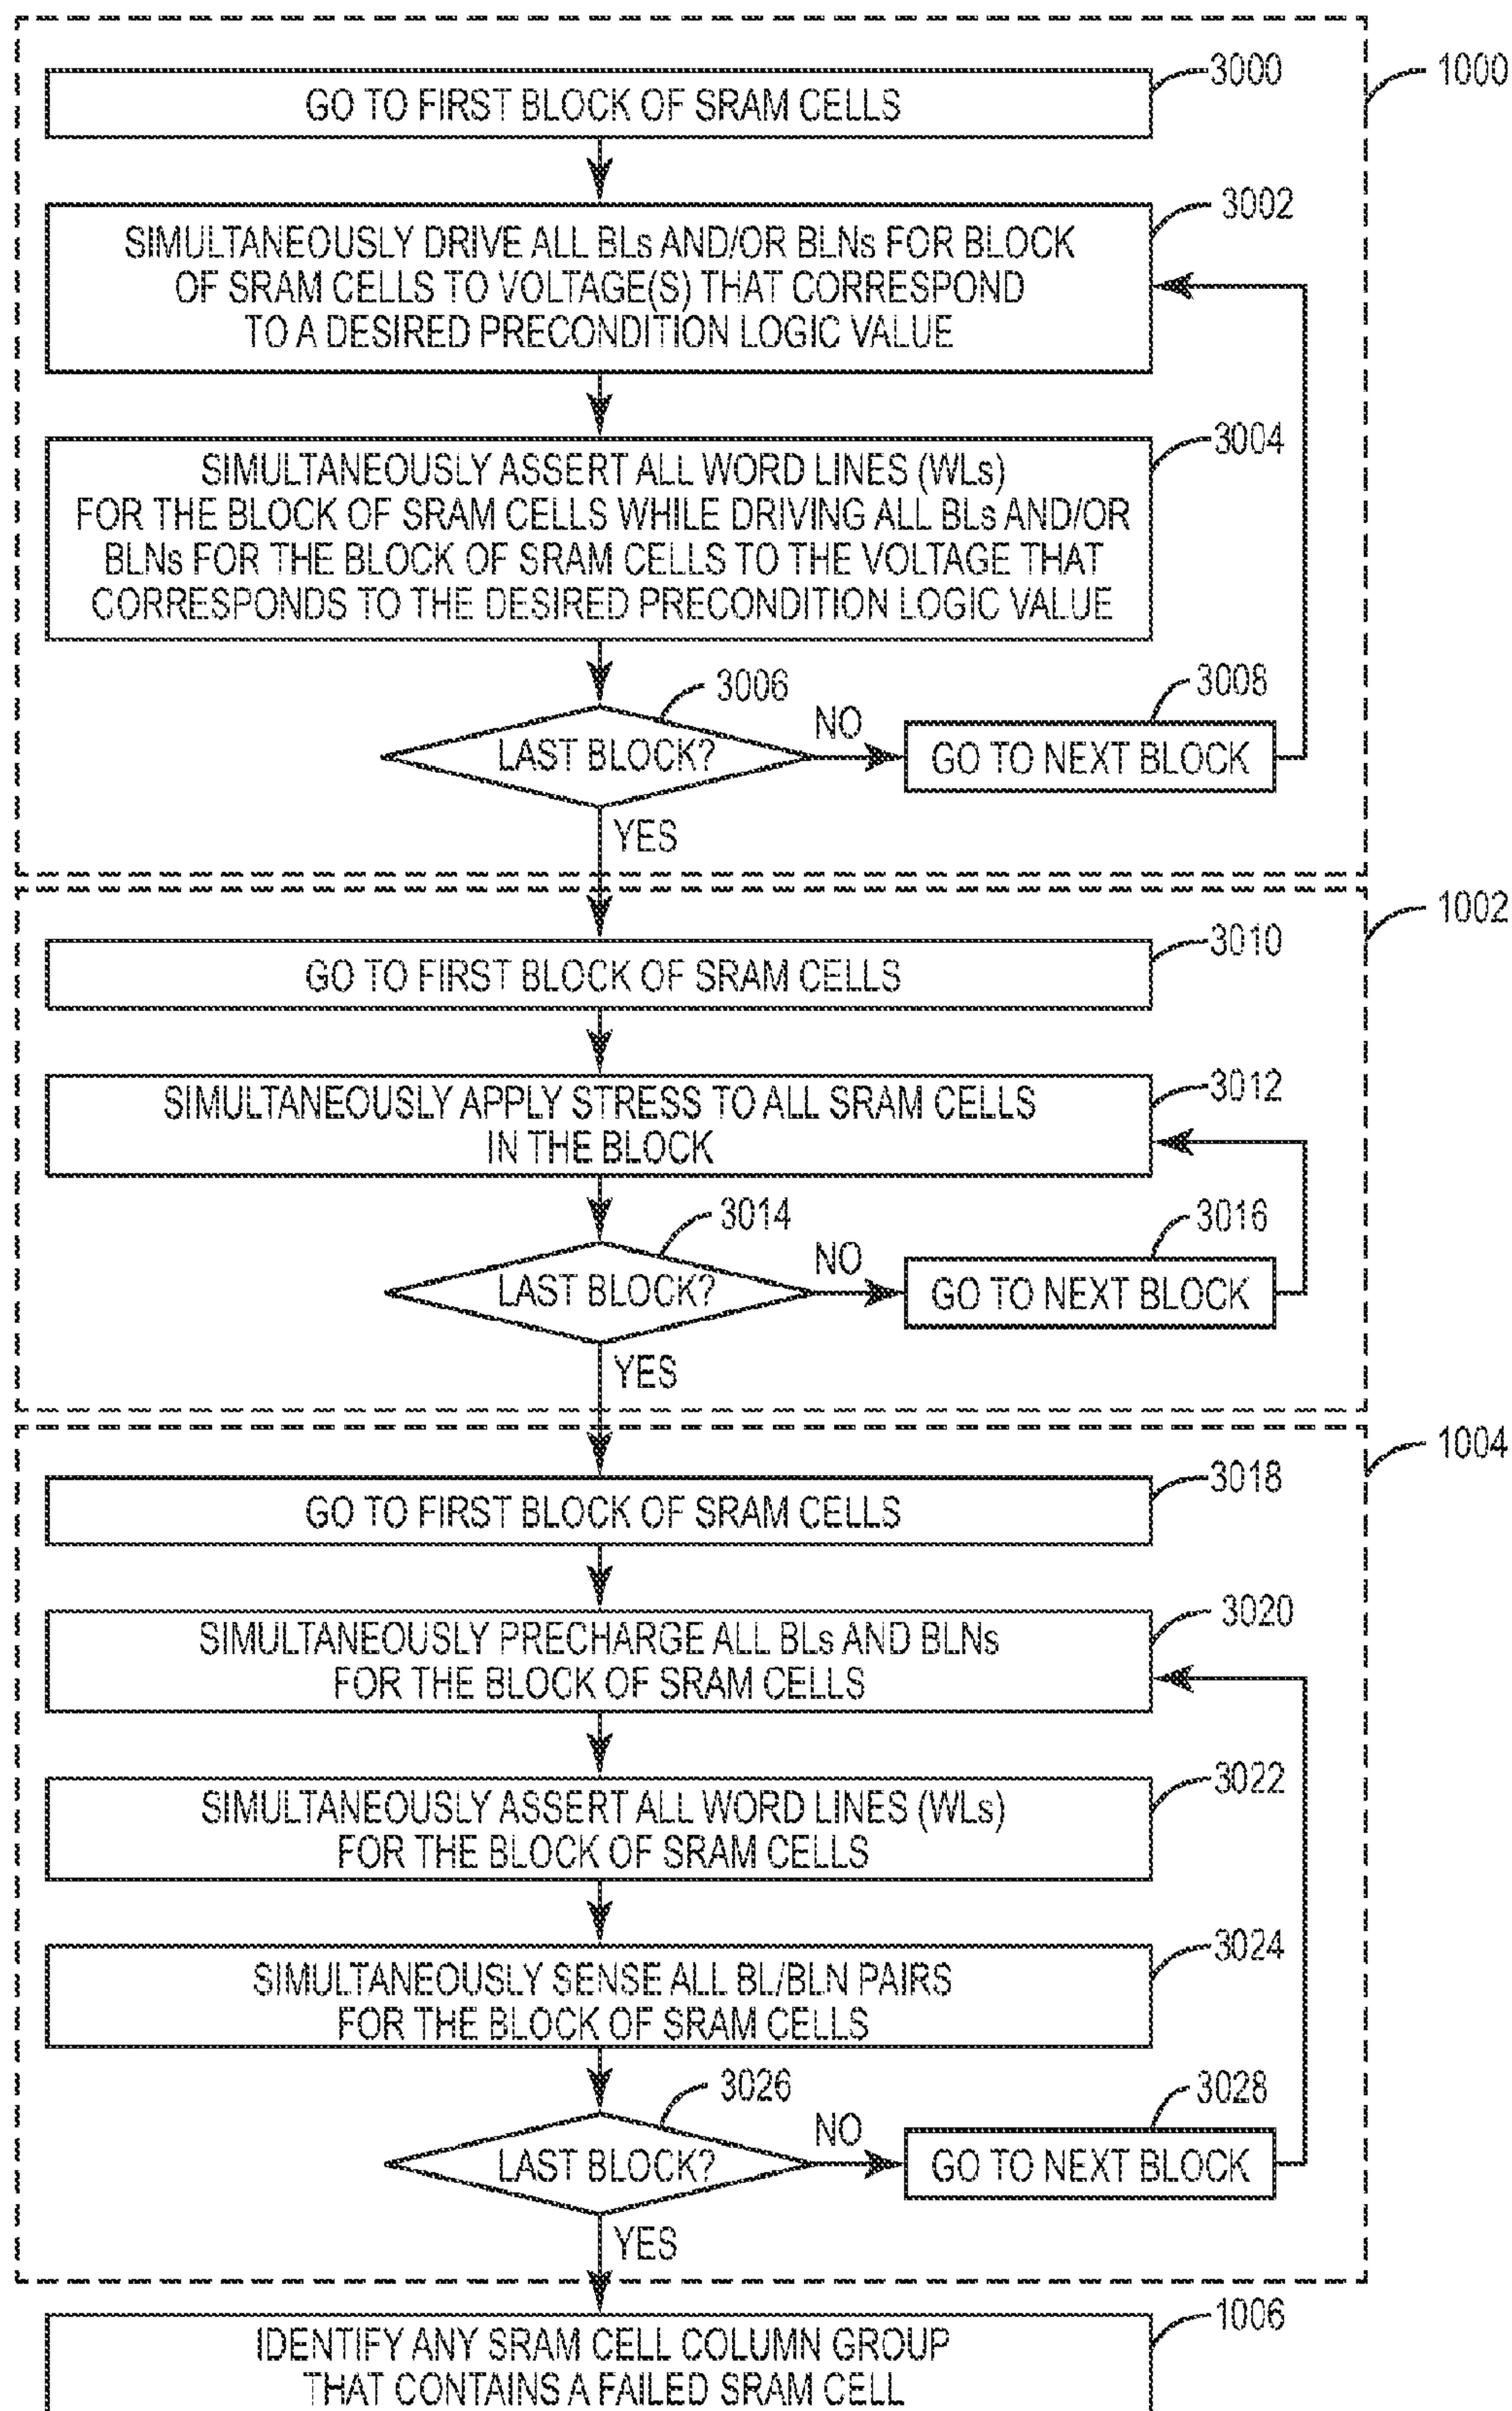 3000
1000
GO TO FIRST BLOCK OF SRAM CELLS
3002
SIMULTANEOUSLY DRIVE ALL BLs AND/OR BLNs FOR BLOCK
OF SRAM CELLS TO VOLTAGE(S) THAT CORRESPOND
TO A DESIRED PRECONDITION LOGIC VALUE
3004
SIMULTANEOUSLY ASSERT ALL WORD LINES (WLs)
FOR THE BLOCK OF SRAM CELLS WHILE DRIVING ALL BLs AND/OR
BLNs FOR THE BLOCK OF SRAM CELLS TO THE VOLTAGE THAT
CORRESPONDS TO THE DESIRED PRECONDITION LOGIC VALUE
3006
3008
LAST BLOCK?
NO
GO TO NEXT BLOCK
YES
1002
3010
GO TO FIRST BLOCK OF SRAM CELLS
3012
SIMULTANEOUSLY APPLY STRESS TO ALL SRAM CELLS
IN THE BLOCK
3014
3016
LAST BLOCK?
NO
GO TO NEXT BLOCK
YES
1004
3018
GO TO FIRST BLOCK OF SRAM CELLS
3020
SIMULTANEOUSLY PRECHARGE ALL BLs AND BLNs
FOR THE BLOCK OF SRAM CELLS
3022
SIMULTANEOUSLY ASSERT ALL WORD LINES (WLs)
FOR THE BLOCK OF SRAM CELLS
3024
SIMULTANEOUSLY SENSE ALL BL/BLN PAIRS
FOR THE BLOCK OF SRAM CELLS
3026
3028
LAST BLOCK?
NO
GO TO NEXT BLOCK
YES
1006
IDENTIFY ANY SRAM CELL COLUMN GROUP
THAT CONTAINS A FAILED SRAM CELL